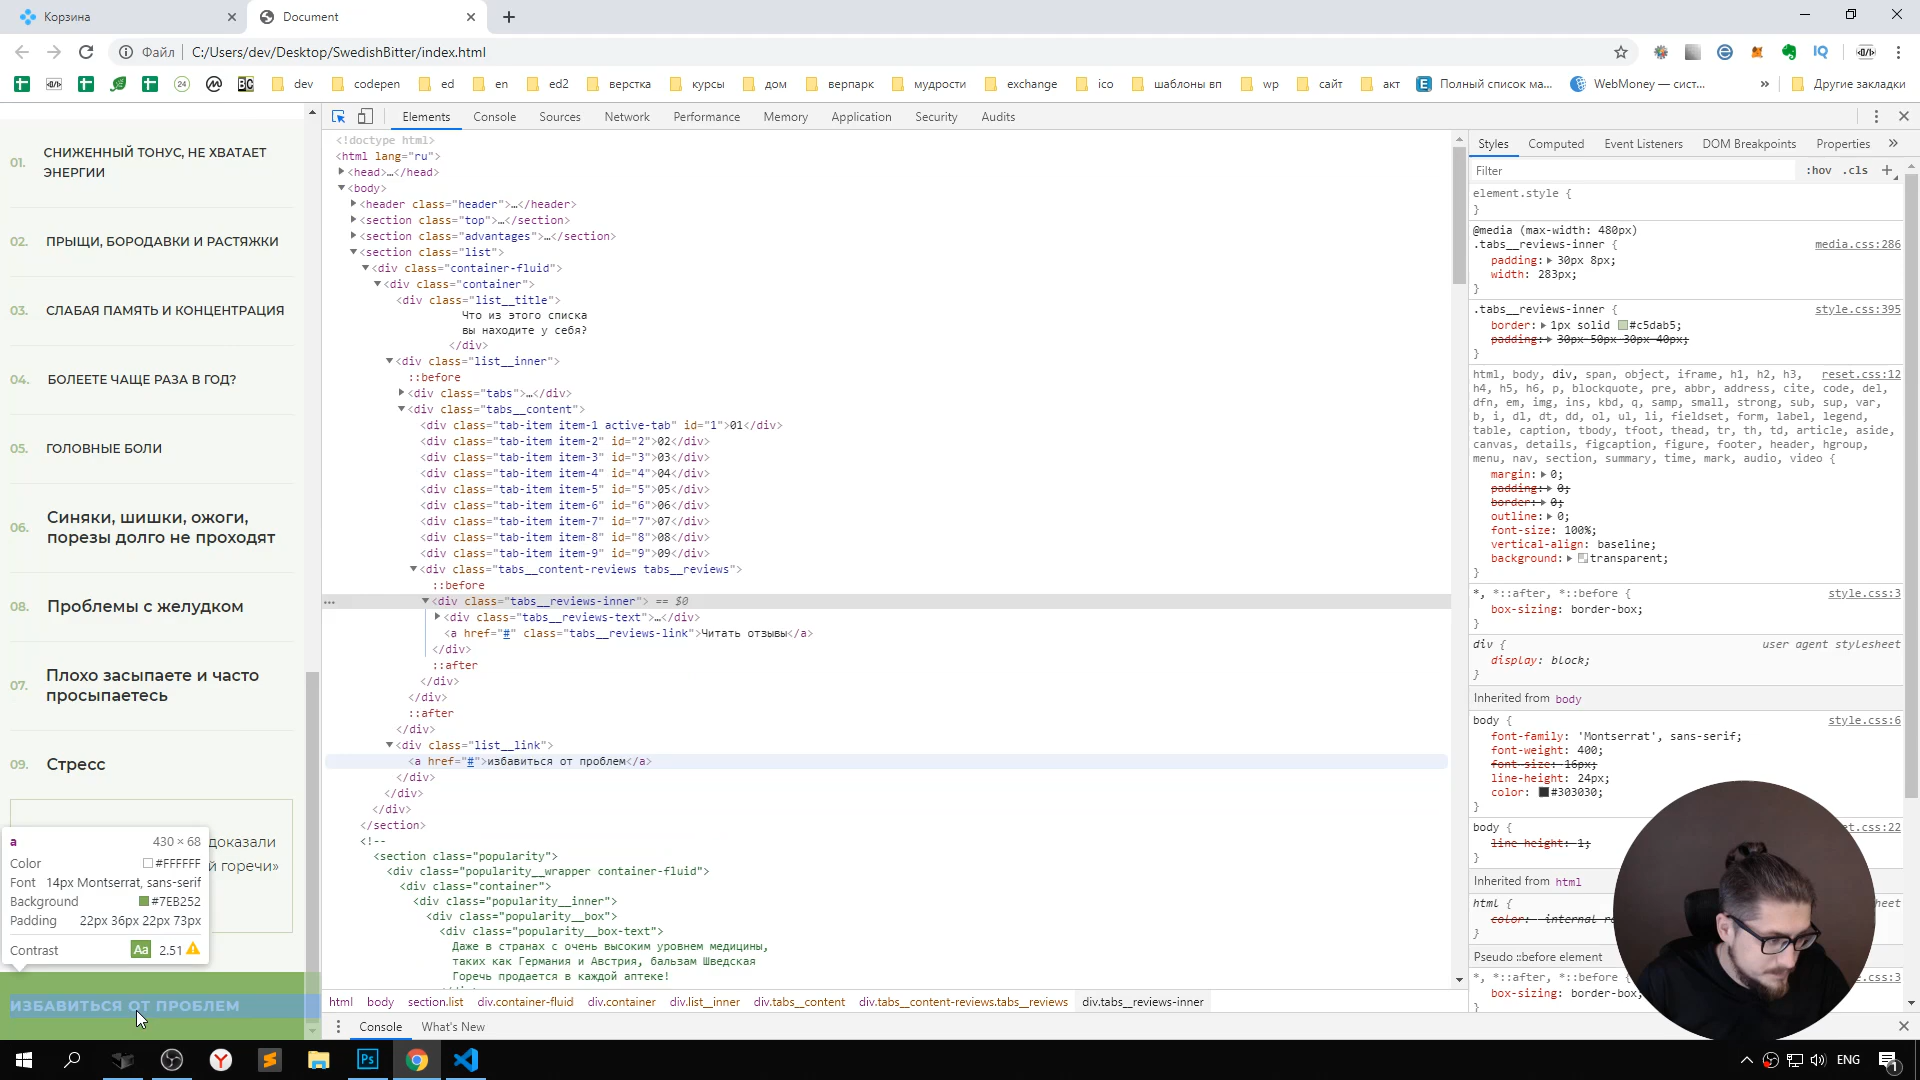 Корзина
Document
Файл
C:/Users/dev/Desktop/SwedishBitter/index.html
24
BC
dev
codepen
ed
en
ed2
верстка
курсы
дом
верпарк
мудрости
exchange
ico
шаблоны вп
wp
сайт
акт
Полный список ма...
WebMoney — сист...
»
Другие закладки
01. СНИЖЕННЫЙ ТОНУС, НЕ ХВАТАЕТ
ЭНЕРГИИ
02. ПРЫЩИ, БОРОДАВКИ И РАСТЯЖКИ
03. СЛАБАЯ ПАМЯТЬ И КОНЦЕНТРАЦИЯ
04. БОЛЕЕТЕ ЧАЩЕ РАЗА В ГОД?
05. ГОЛОВНЫЕ БОЛИ
06. Синяки, шишки, ожоги,
порезы долго не проходят
08. Проблемы с желудком
07. Плохо засыпаете и часто
просыпаетесь
09. Стресс
доказали
й горечи»
a 430 × 68
Color #FFFFFF
Font 14px Montserrat, sans-serif
Background #7EB252
Padding 22px 36px 22px 73px
Contrast Aa 2.51
ИЗБАВИТЬСЯ ОТ ПРОБЛЕМ
Elements Console Sources Network Performance Memory Application Security Audits
<!doctype html>
<html lang="ru">
<head>…</head>
<body>
<header class="header">…</header>
<section class="top">…</section>
<section class="advantages">…</section>
<section class="list">
<div class="container-fluid">
<div class="container">
<div class="list__title">
Что из этого списка
вы находите у себя?
</div>
<div class="list__inner">
::before
<div class="tabs">…</div>
<div class="tabs__content">
<div class="tab-item item-1 active-tab" id="1">01</div>
<div class="tab-item item-2" id="2">02</div>
<div class="tab-item item-3" id="3">03</div>
<div class="tab-item item-4" id="4">04</div>
<div class="tab-item item-5" id="5">05</div>
<div class="tab-item item-6" id="6">06</div>
<div class="tab-item item-7" id="7">07</div>
<div class="tab-item item-8" id="8">08</div>
<div class="tab-item item-9" id="9">09</div>
<div class="tabs__content-reviews tabs__reviews">
::before
<div class="tabs__reviews-inner"> == $0
<div class="tabs__reviews-text">…</div>
<a href="#" class="tabs__reviews-link">Читать отзывы</a>
</div>
::after
</div>
</div>
::after
</div>
<div class="list__link">
<a href="#">избавиться от проблем</a>
</div>
</div>
</div>
</section>
<!--
<section class="popularity">
<div class="popularity__wrapper container-fluid">
<div class="container">
<div class="popularity__inner">
<div class="popularity__box">
<div class="popularity__box-text">
Даже в странах с очень высоким уровнем медицины,
таких как Германия и Австрия, бальзам Шведская
Горечь продается в каждой аптеке!
html body section.list div.container-fluid div.container div.list__inner div.tabs__content div.tabs__content-reviews.tabs__reviews div.tabs__reviews-inner
Console What's New
Styles Computed Event Listeners DOM Breakpoints Properties »
Filter :hov .cls +
element.style {
}
@media (max-width: 480px)
.tabs__reviews-inner { media.css:286
padding: 30px 8px;
width: 283px;
}
.tabs__reviews-inner { style.css:395
border: 1px solid #c5dab5;
padding: 30px 50px 30px 40px;
}
html, body, div, span, object, iframe, h1, h2, h3, reset.css:12
h4, h5, h6, p, blockquote, pre, abbr, address, cite, code, del,
dfn, em, img, ins, kbd, q, samp, small, strong, sub, sup, var,
b, i, dl, dt, dd, ol, ul, li, fieldset, form, label, legend,
table, caption, tbody, tfoot, thead, tr, th, td, article, aside,
canvas, details, figcaption, figure, footer, header, hgroup,
menu, nav, section, summary, time, mark, audio, video {
margin: 0;
padding: 0;
border: 0;
outline: 0;
font-size: 100%;
vertical-align: baseline;
background: transparent;
}
*, *::after, *::before { style.css:3
box-sizing: border-box;
}
div { user agent stylesheet
display: block;
}
Inherited from body
body { style.css:6
font-family: 'Montserrat', sans-serif;
font-weight: 400;
font-size: 16px;
line-height: 24px;
color: #303030;
}
body { et.css:22
line-height: 1;
}
Inherited from html
html { heet
color: -internal-ro
}
Pseudo ::before element
*, *::after, *::before { .css:3
box-sizing: border-box;
}
Ps
ENG
1